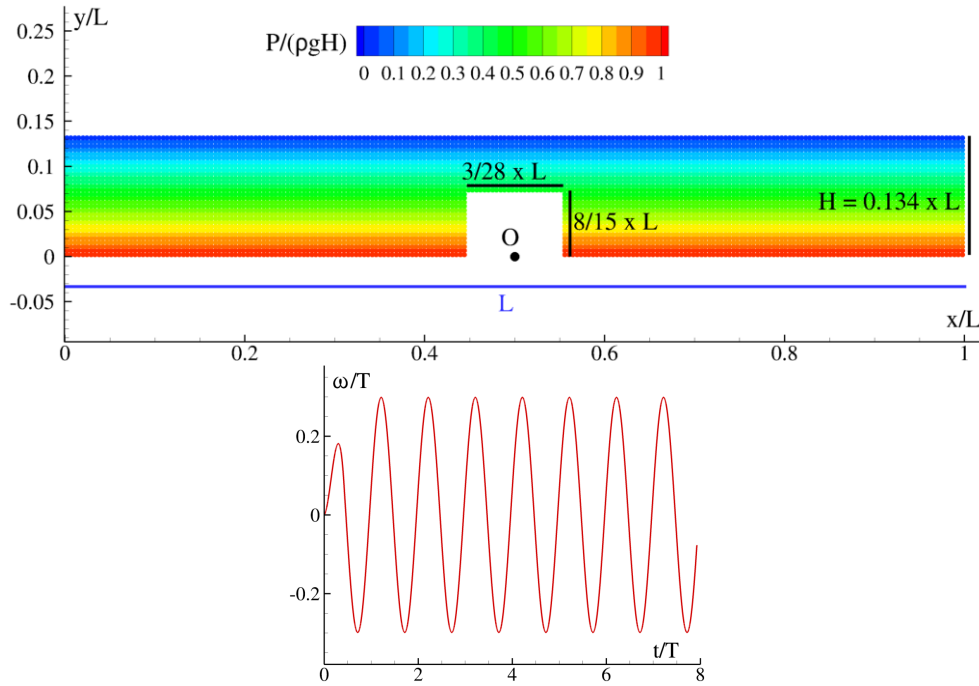 y/L
0.25
P/(ρgH)
0 0.1 0.2 0.3 0.4 0.5 0.6 0.7 0.8 0.9 1
0.2
0.15
0.1
3/28 x L
H = 0.134 x L
8/15 x L
0.05
O
0
-0.05
L
x/L
0 0.2 0.4 0.6 0.8 1
ω/T
0.2
0
-0.2
t/T
0 2 4 6 8